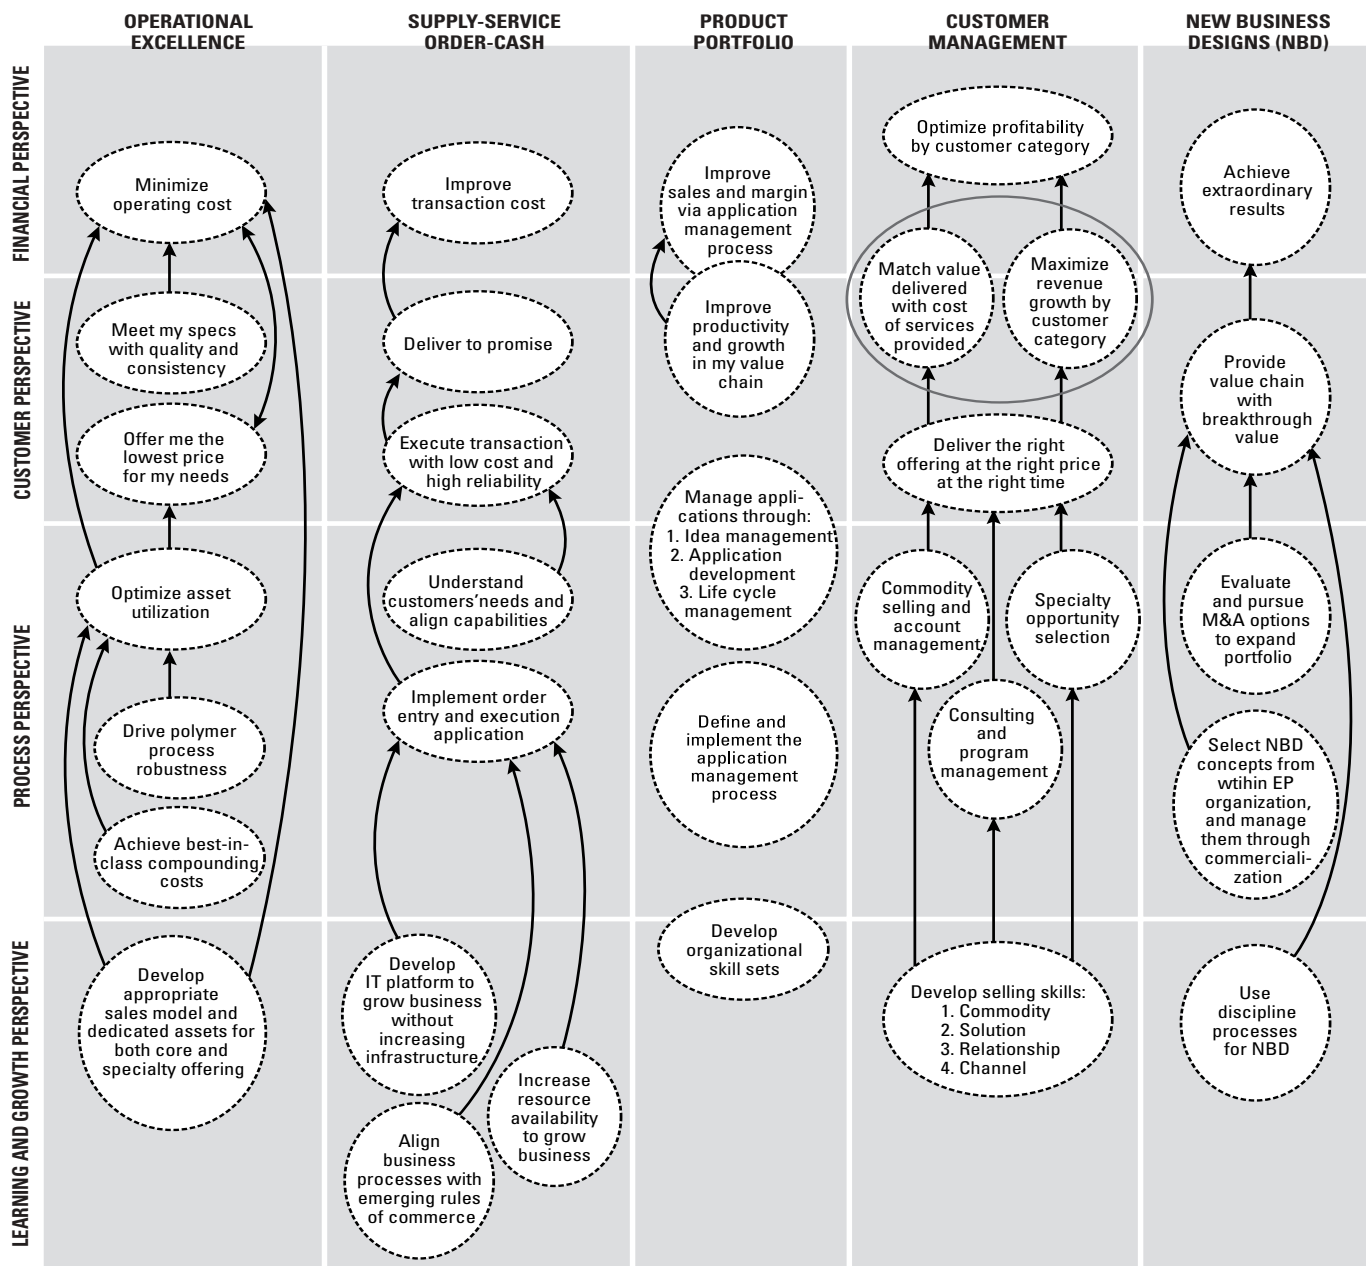 OPERATIONAL
EXCELLENCE
SUPPLY-SERVICE
ORDER-CASH
PRODUCT
PORTFOLIO
CUSTOMER
MANAGEMENT
NEW BUSINESS
DESIGNS (NBD)
FINANCIAL PERSPECTIVE
CUSTOMER PERSPECTIVE
PROCESS PERSPECTIVE
LEARNING AND GROWTH PERSPECTIVE
Minimize
operating cost
Meet my specs
with quality and
consistency
Offer me the
lowest price
for my needs
Optimize asset
utilization
Drive polymer
process
robustness
Achieve best-in-
class compounding
costs
Develop
appropriate
sales model and
dedicated assets for
both core and
specialty offering
Improve
transaction cost
Deliver to promise
Execute transaction
with low cost and
high reliability
Understand
customers'needs and
align capabilities
Implement order
entry and execution
application
Develop
IT platform to
grow business
without
increasing
infrastructure
Increase
resource
availability
to grow
business
Align
business
processes with
emerging rules
of commerce
Improve
sales and margin
via application
management
process
Improve
productivity
and growth
in my value
chain
Manage appli-
cations through:
1. Idea management
2. Application
development
3. Life cycle
management
Define and
implement the
application
management
process
Develop
organizational
skill sets
Optimize profitability
by customer category
Match value
delivered
with cost
of services
provided
Maximize
revenue
growth by
customer
category
Deliver the right
offering at the right price
at the right time
Commodity
selling and
account
management
Specialty
opportunity
selection
Consulting
and
program
management
Develop selling skills:
1. Commodity
2. Solution
3. Relationship
4. Channel
Achieve
extraordinary
results
Provide
value chain
with
breakthrough
value
Evaluate
and pursue
M&A options
to expand
portfolio
Select NBD
concepts from
wtihin EP
organization,
and manage
them through
commerciali-
zation
Use
discipline
processes
for NBD